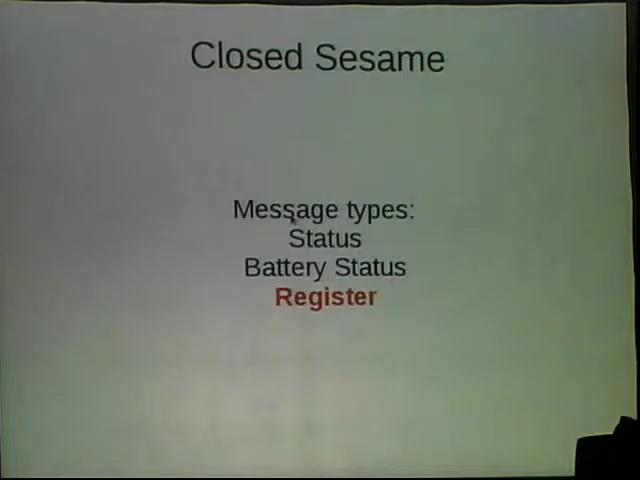 Closed Sesame
Message types:
Status
Battery Status
Register